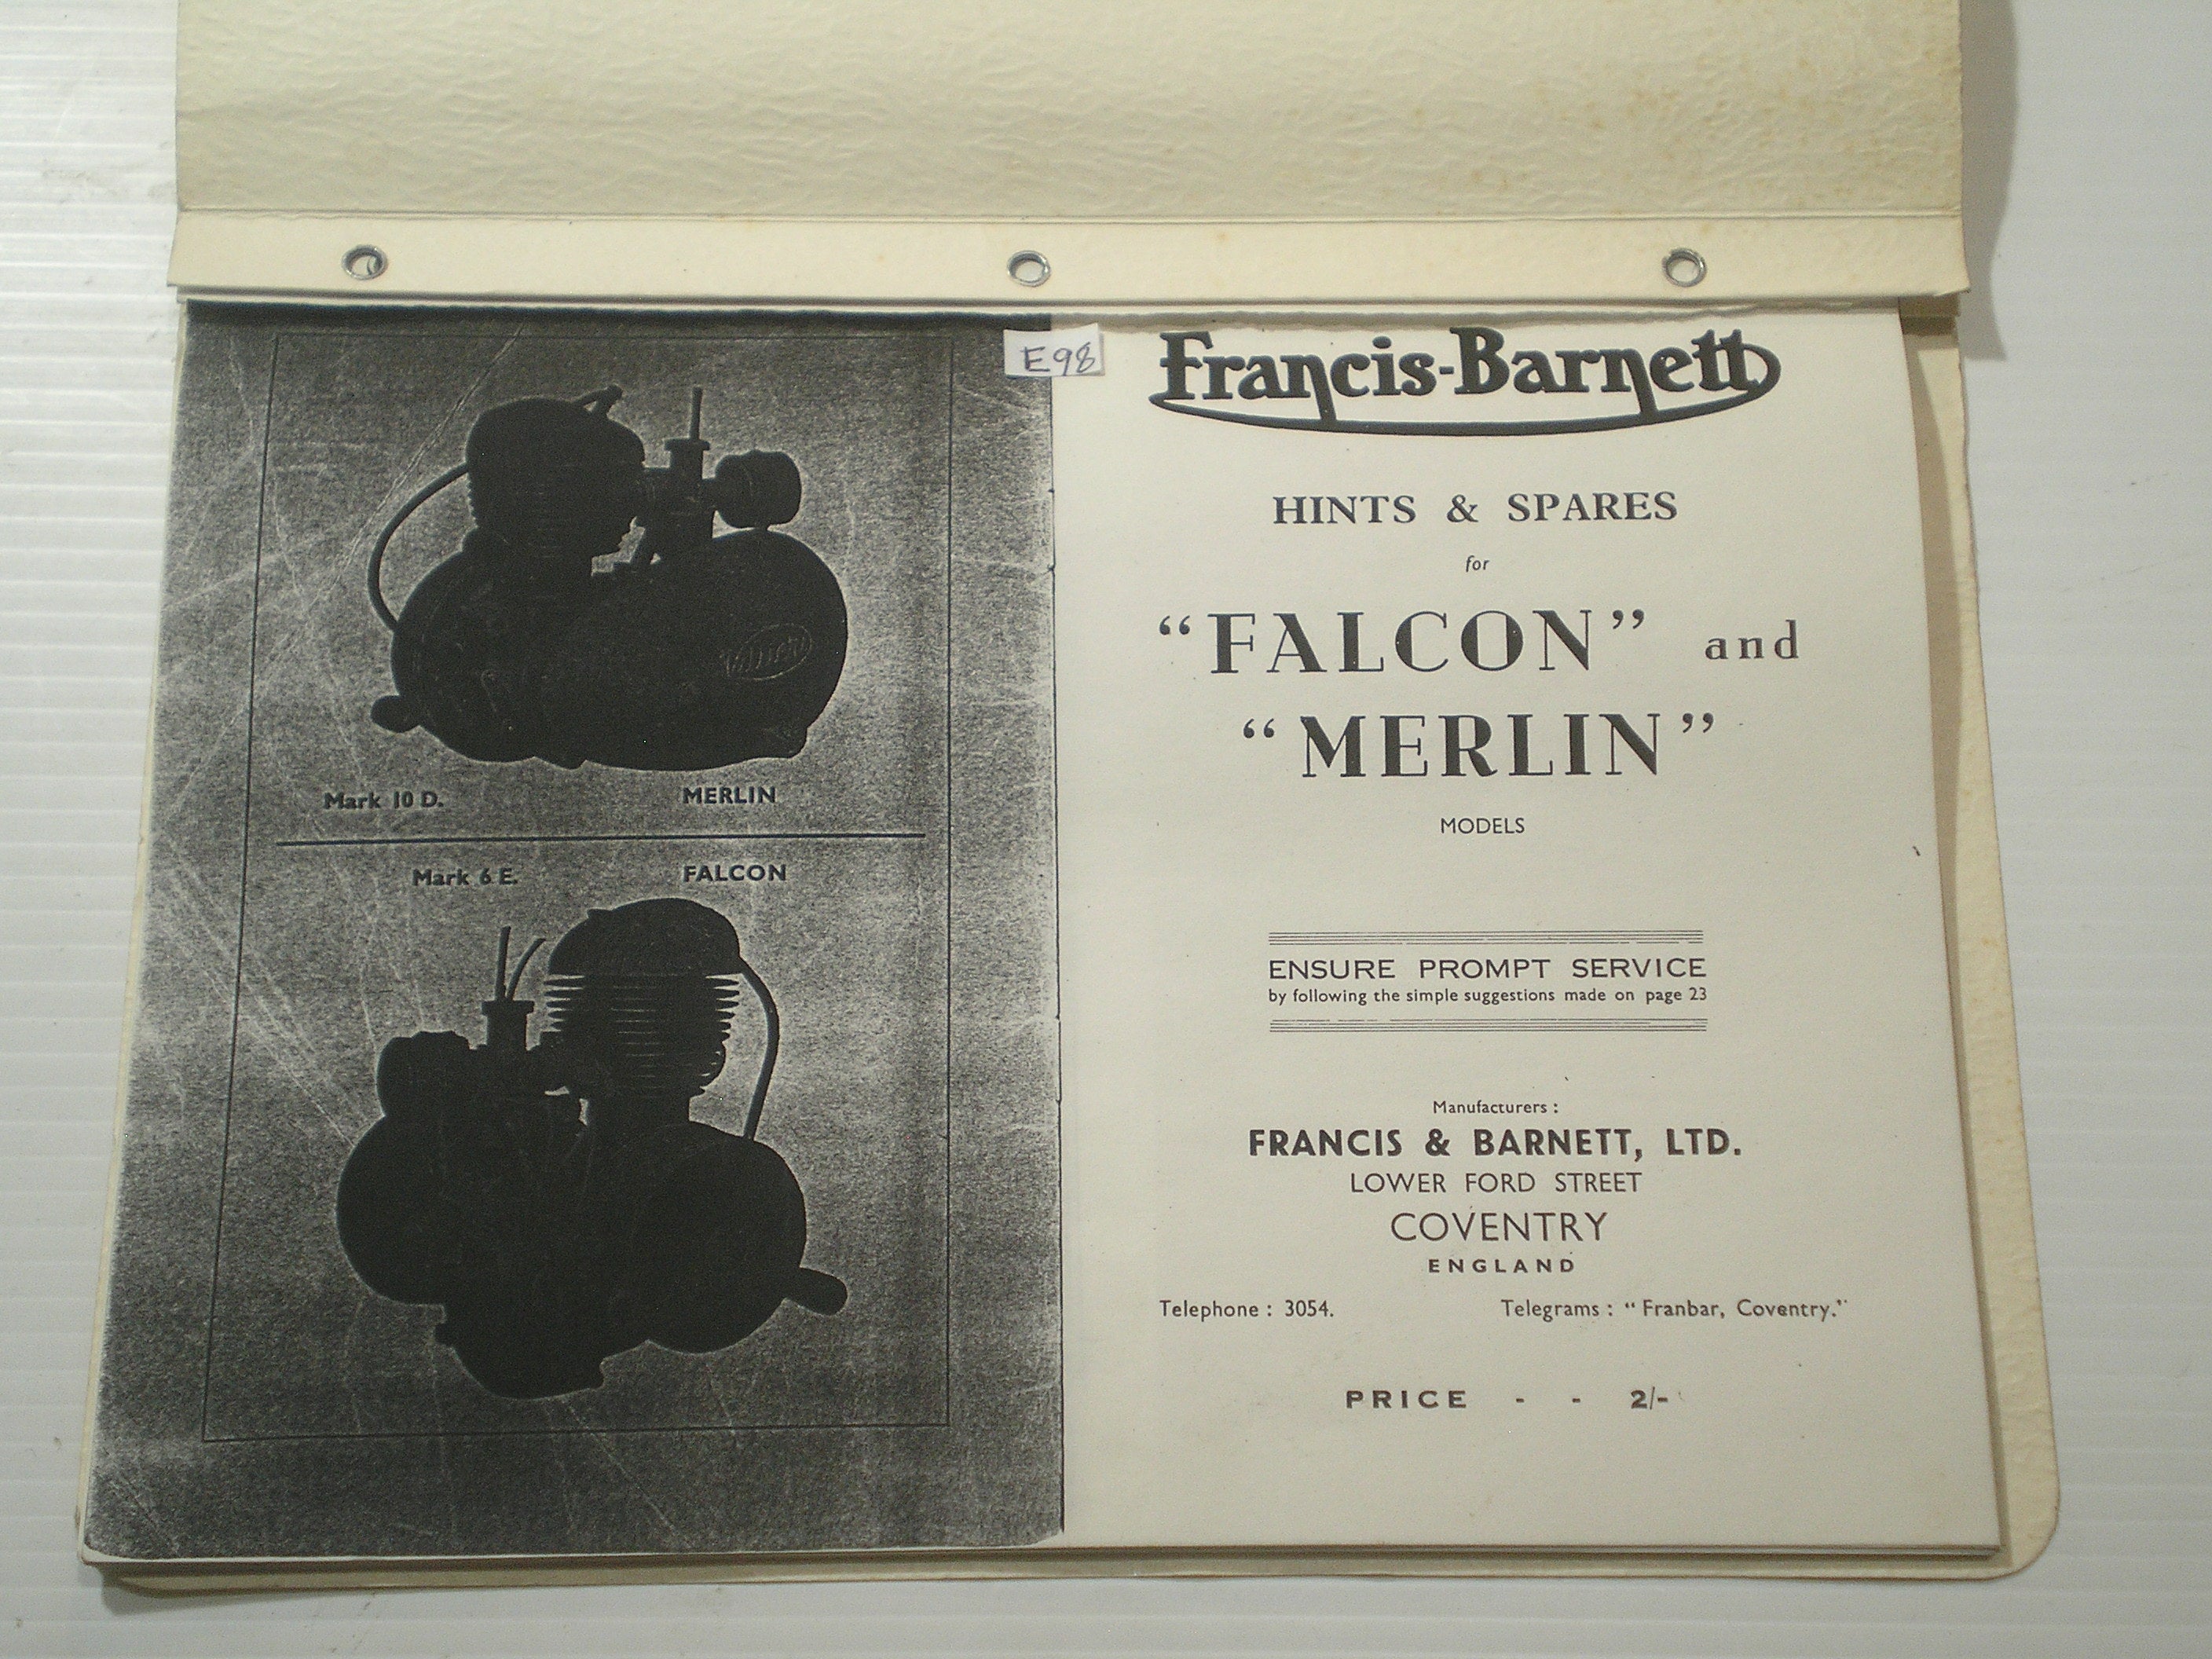 Villiers
Mark 10 D. MERLIN
Mark 6 E. FALCON
E98
Francis-Barnett
HINTS & SPARES
for
“FALCON” and
“MERLIN”
MODELS
ENSURE PROMPT SERVICE
by following the simple suggestions made on page 23
Manufacturers :
FRANCIS & BARNETT, LTD.
LOWER FORD STREET
COVENTRY
ENGLAND
Telephone : 3054. Telegrams : “Franbar, Coventry.”
PRICE - - 2/-